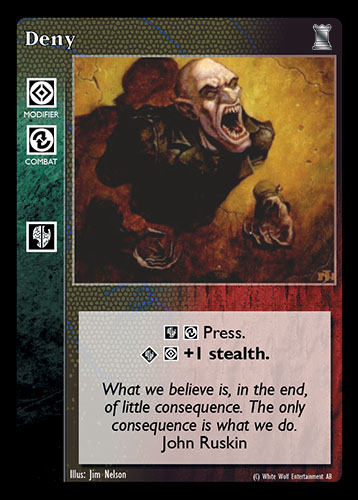 Deny
MODIFIER
COMBAT
Press.
+1 stealth.
What we believe is, in the end,
of little consequence. The only
consequence is what we do.
John Ruskin
Illus: Jim Nelson
(C) White Wolf Entertainment AB